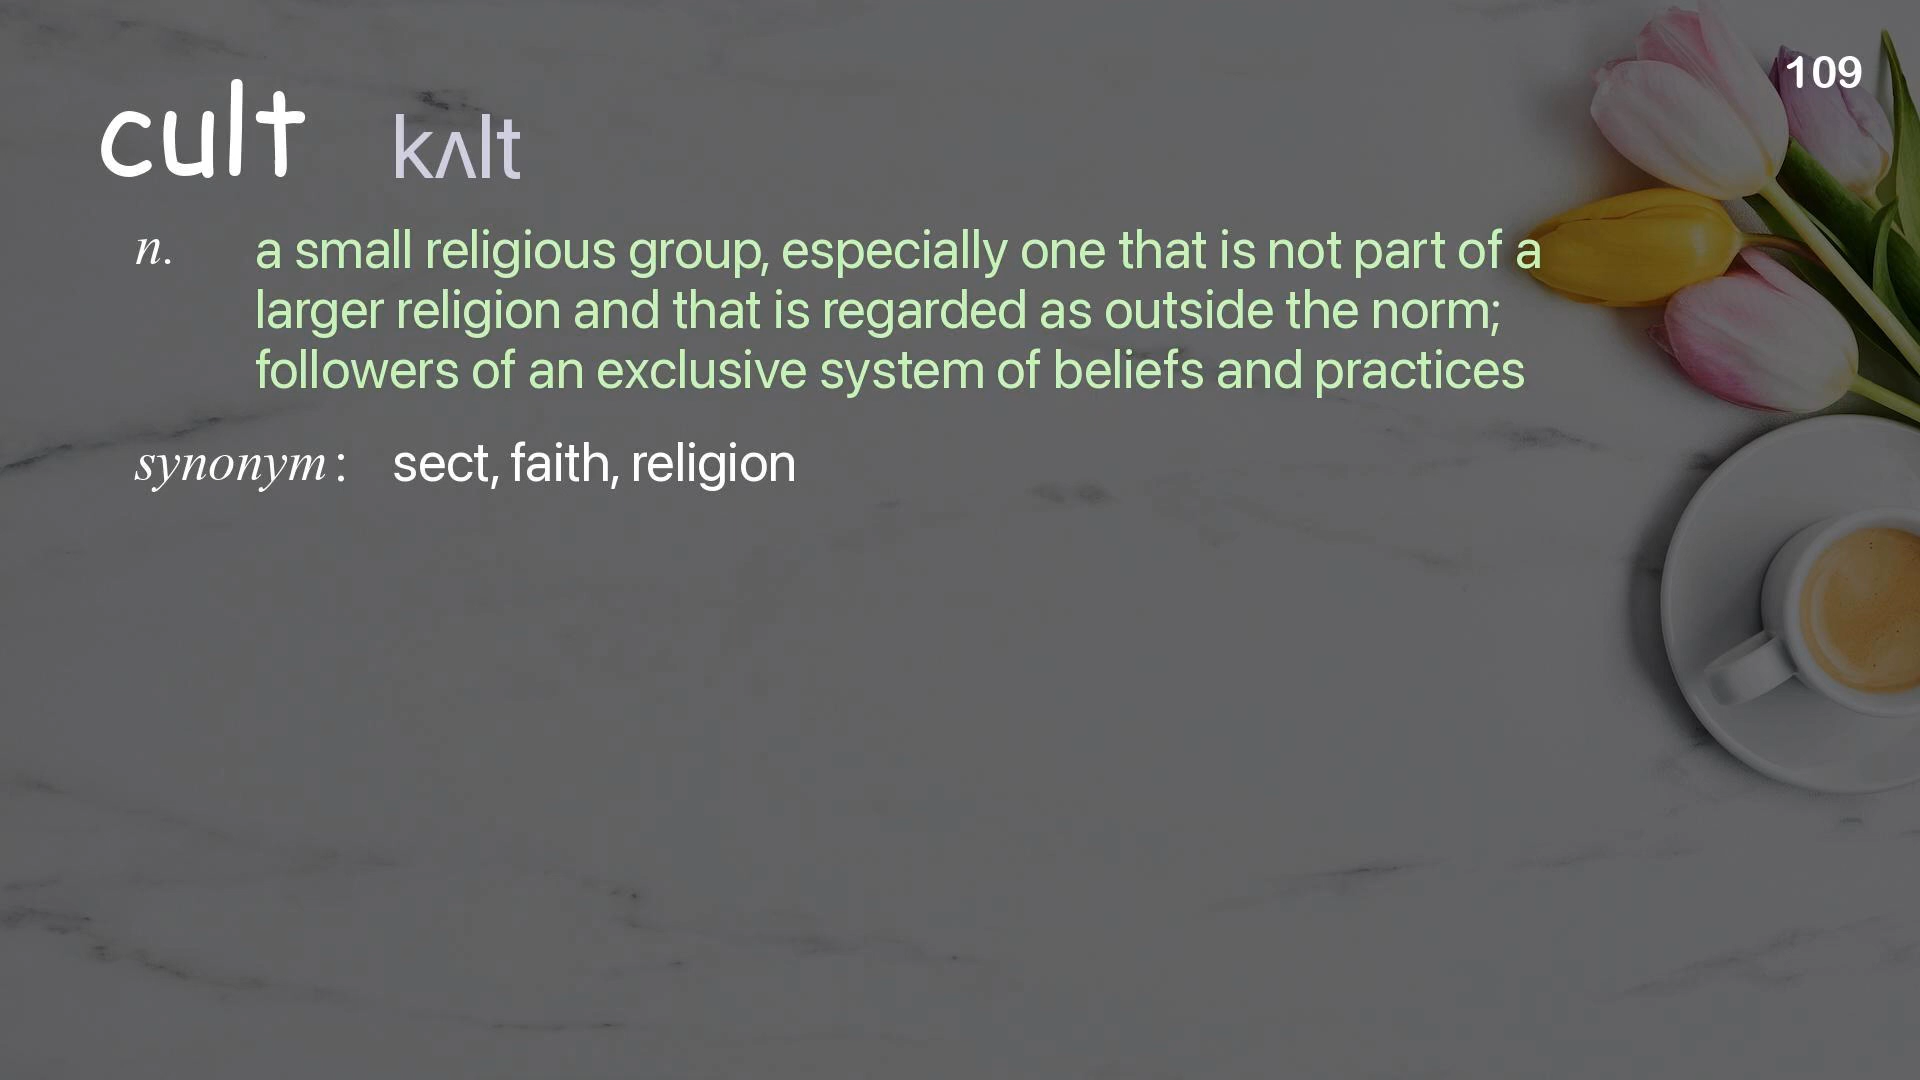 109
cult kʌlt
n. a small religious group, especially one that is not part of a
larger religion and that is regarded as outside the norm;
followers of an exclusive system of beliefs and practices
synonym: sect, faith, religion